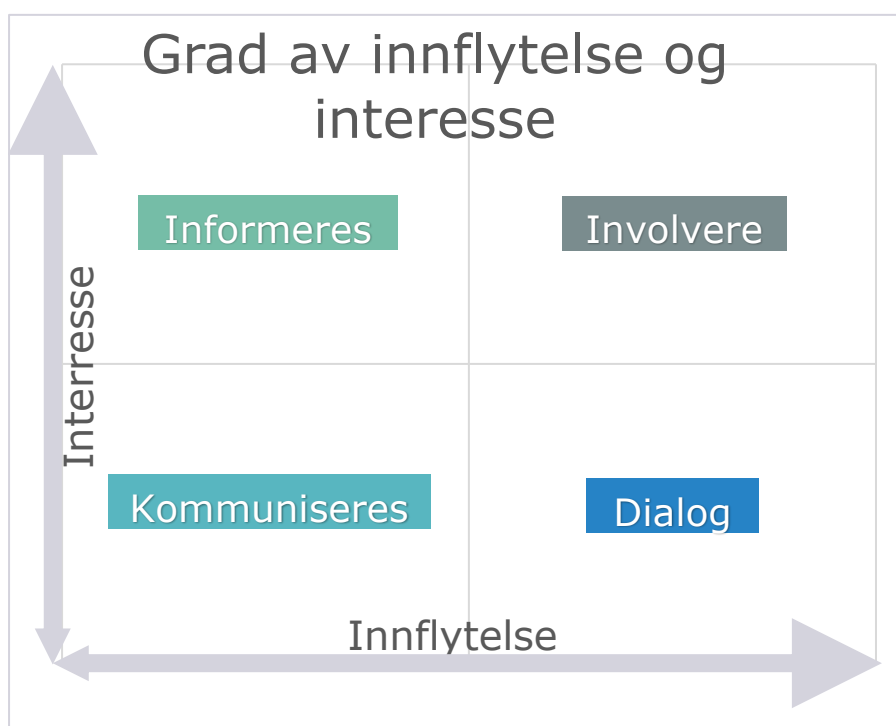 Grad av innflytelse og
interesse
Informeres
Involvere
Interresse
Kommuniseres
Dialog
Innflytelse